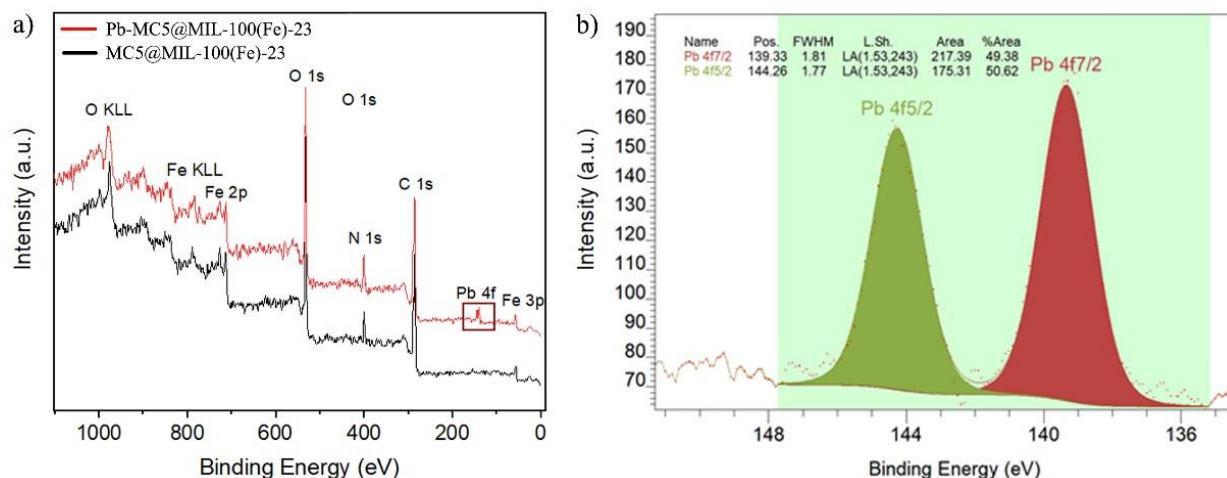 a)
Pb-MC5@MIL-100(Fe)-23
MC5@MIL-100(Fe)-23
O 1s
O 1s
O KLL
Fe KLL
Fe 2p
C 1s
N 1s
Pb 4f
Fe 3p
Intensity (a.u.)
1000 800 600 400 200 0
Binding Energy (eV)
b)
Name Pos. FWHM L.Sh. Area %Area
Pb 4f7/2 139.33 1.81 LA(1.53,243) 217.39 49.38
Pb 4f5/2 144.26 1.77 LA(1.53,243) 175.31 50.62
Pb 4f7/2
Pb 4f5/2
190
180
170
160
150
140
130
120
110
100
90
80
70
Intensity (a.u.)
148 144 140 136
Binding Energy (eV)